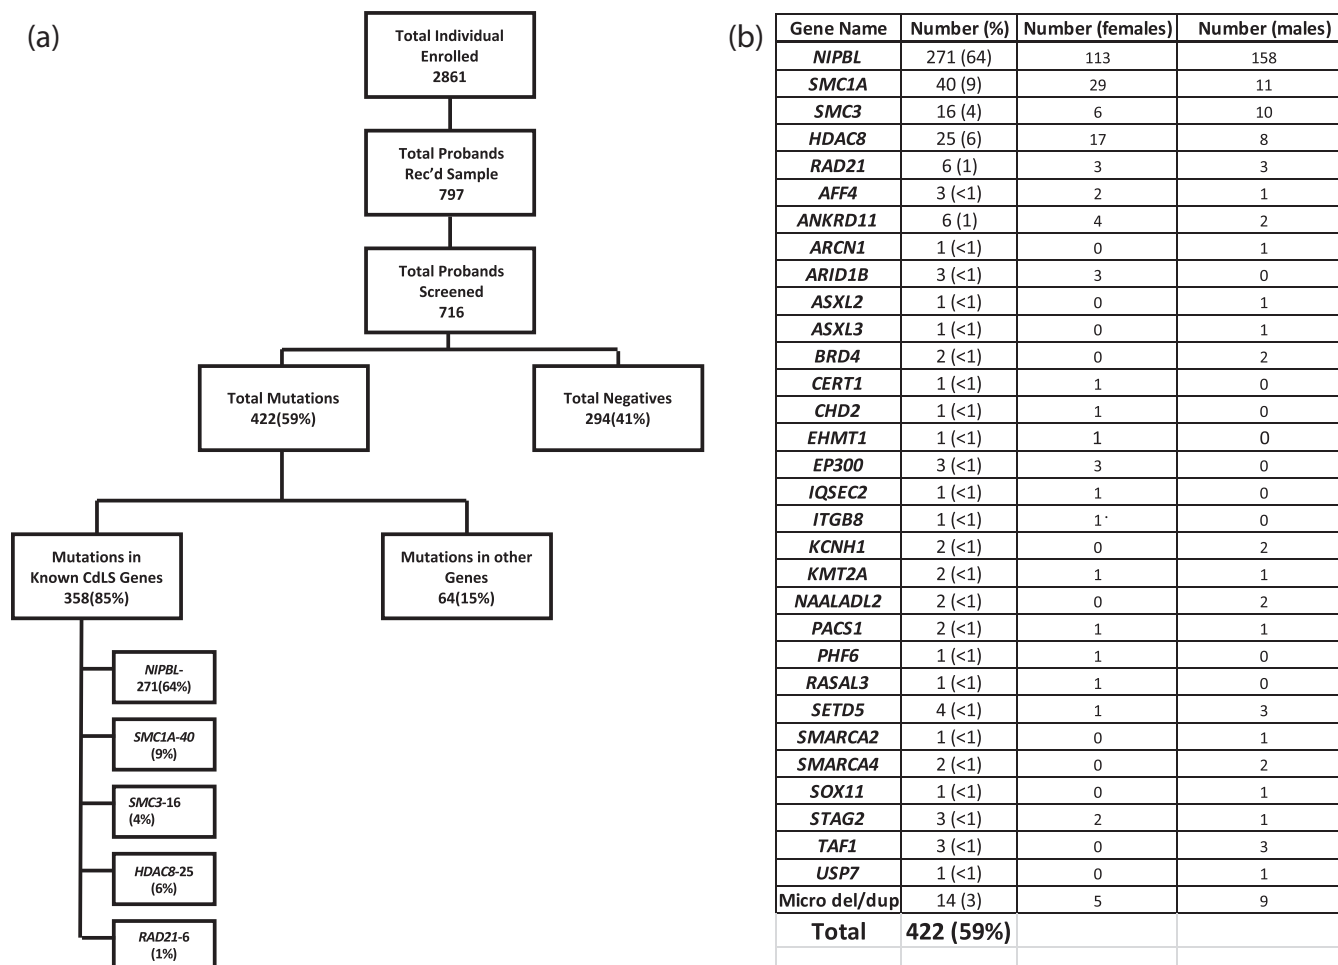 (a)
Total Individual
Enrolled
2861
Total Probands
Rec'd Sample
797
Total Probands
Screened
716
Total Mutations
422(59%)
Total Negatives
294(41%)
Mutations in
Known CdLS Genes
358(85%)
Mutations in other
Genes
64(15%)
NIPBL-
271(64%)
SMC1A-40
(9%)
SMC3-16
(4%)
HDAC8-25
(6%)
RAD21-6
(1%)
(b)
Gene Name Number (%) Number (females) Number (males)
NIPBL 271 (64) 113 158
SMC1A 40 (9) 29 11
SMC3 16 (4) 6 10
HDAC8 25 (6) 17 8
RAD21 6 (1) 3 3
AFF4 3 (<1) 2 1
ANKRD11 6 (1) 4 2
ARCN1 1 (<1) 0 1
ARID1B 3 (<1) 3 0
ASXL2 1 (<1) 0 1
ASXL3 1 (<1) 0 1
BRD4 2 (<1) 0 2
CERT1 1 (<1) 1 0
CHD2 1 (<1) 1 0
EHMT1 1 (<1) 1 0
EP300 3 (<1) 3 0
IQSEC2 1 (<1) 1 0
ITGB8 1 (<1) 1 0
KCNH1 2 (<1) 0 2
KMT2A 2 (<1) 1 1
NAALADL2 2 (<1) 0 2
PACS1 2 (<1) 1 1
PHF6 1 (<1) 1 0
RASAL3 1 (<1) 1 0
SETD5 4 (<1) 1 3
SMARCA2 1 (<1) 0 1
SMARCA4 2 (<1) 0 2
SOX11 1 (<1) 0 1
STAG2 3 (<1) 2 1
TAF1 3 (<1) 0 3
USP7 1 (<1) 0 1
Micro del/dup 14 (3) 5 9
Total 422 (59%)